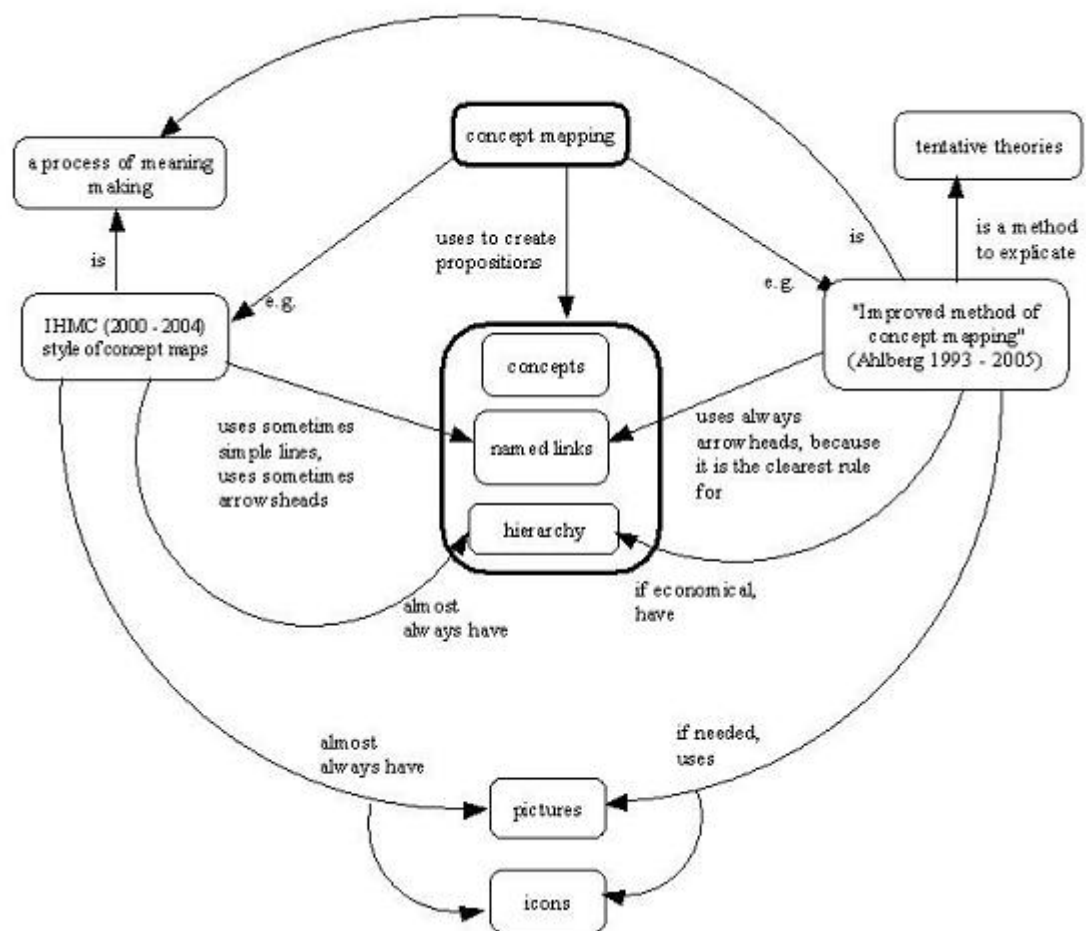 concept mapping
tentative theories
a process of meaning
making
is
uses to create
propositions
is
is a method
to explicate
e.g.
e.g.
IHMC (2000 - 2004)
style of concept maps
"Improved method of
concept mapping"
(Ahlberg 1993 - 2005)
concepts
named links
hierarchy
uses sometimes
simple lines,
uses sometimes
arrowsheads
uses always
arrowheads, because
it is the clearest rule
for
almost
always have
if economical,
have
almost
always have
if needed,
uses
pictures
icons